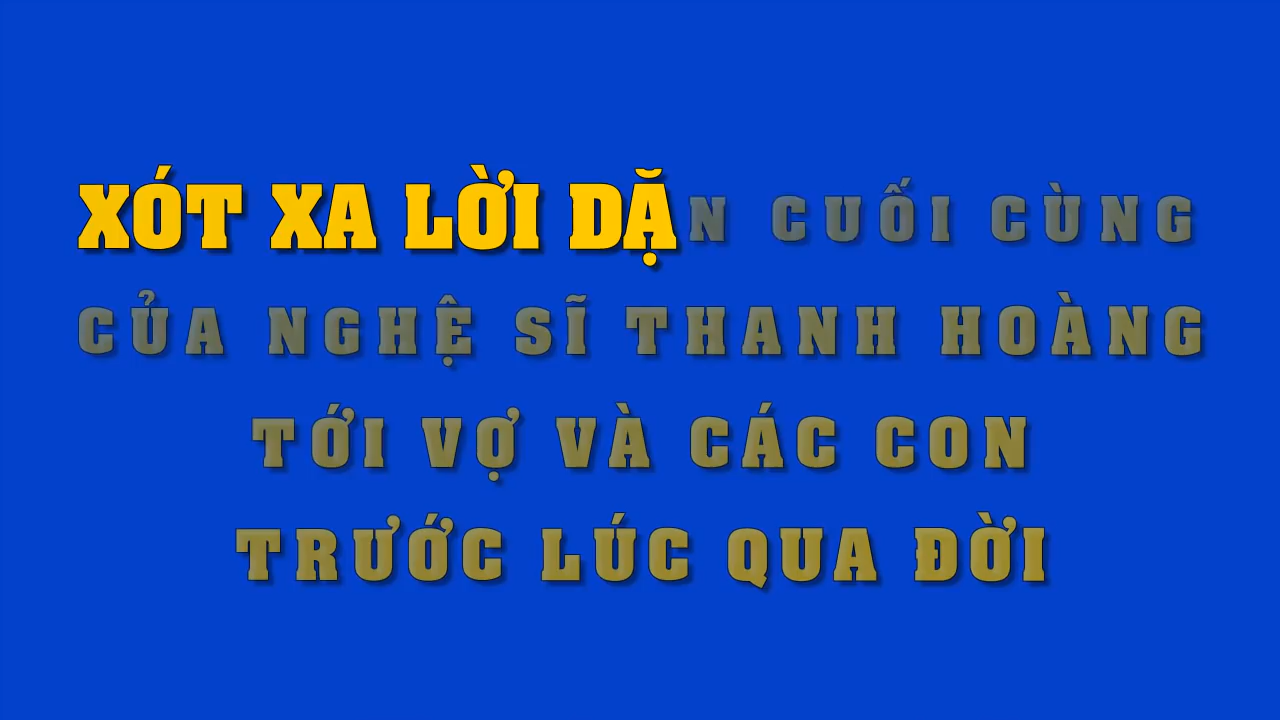 XÓT XA LỜI DẶN CUỐI CÙNG
CỦA NGHỆ SĨ THANH HOÀNG
TỚI VỢ VÀ CÁC CON
TRƯỚC LÚC QUA ĐỜI